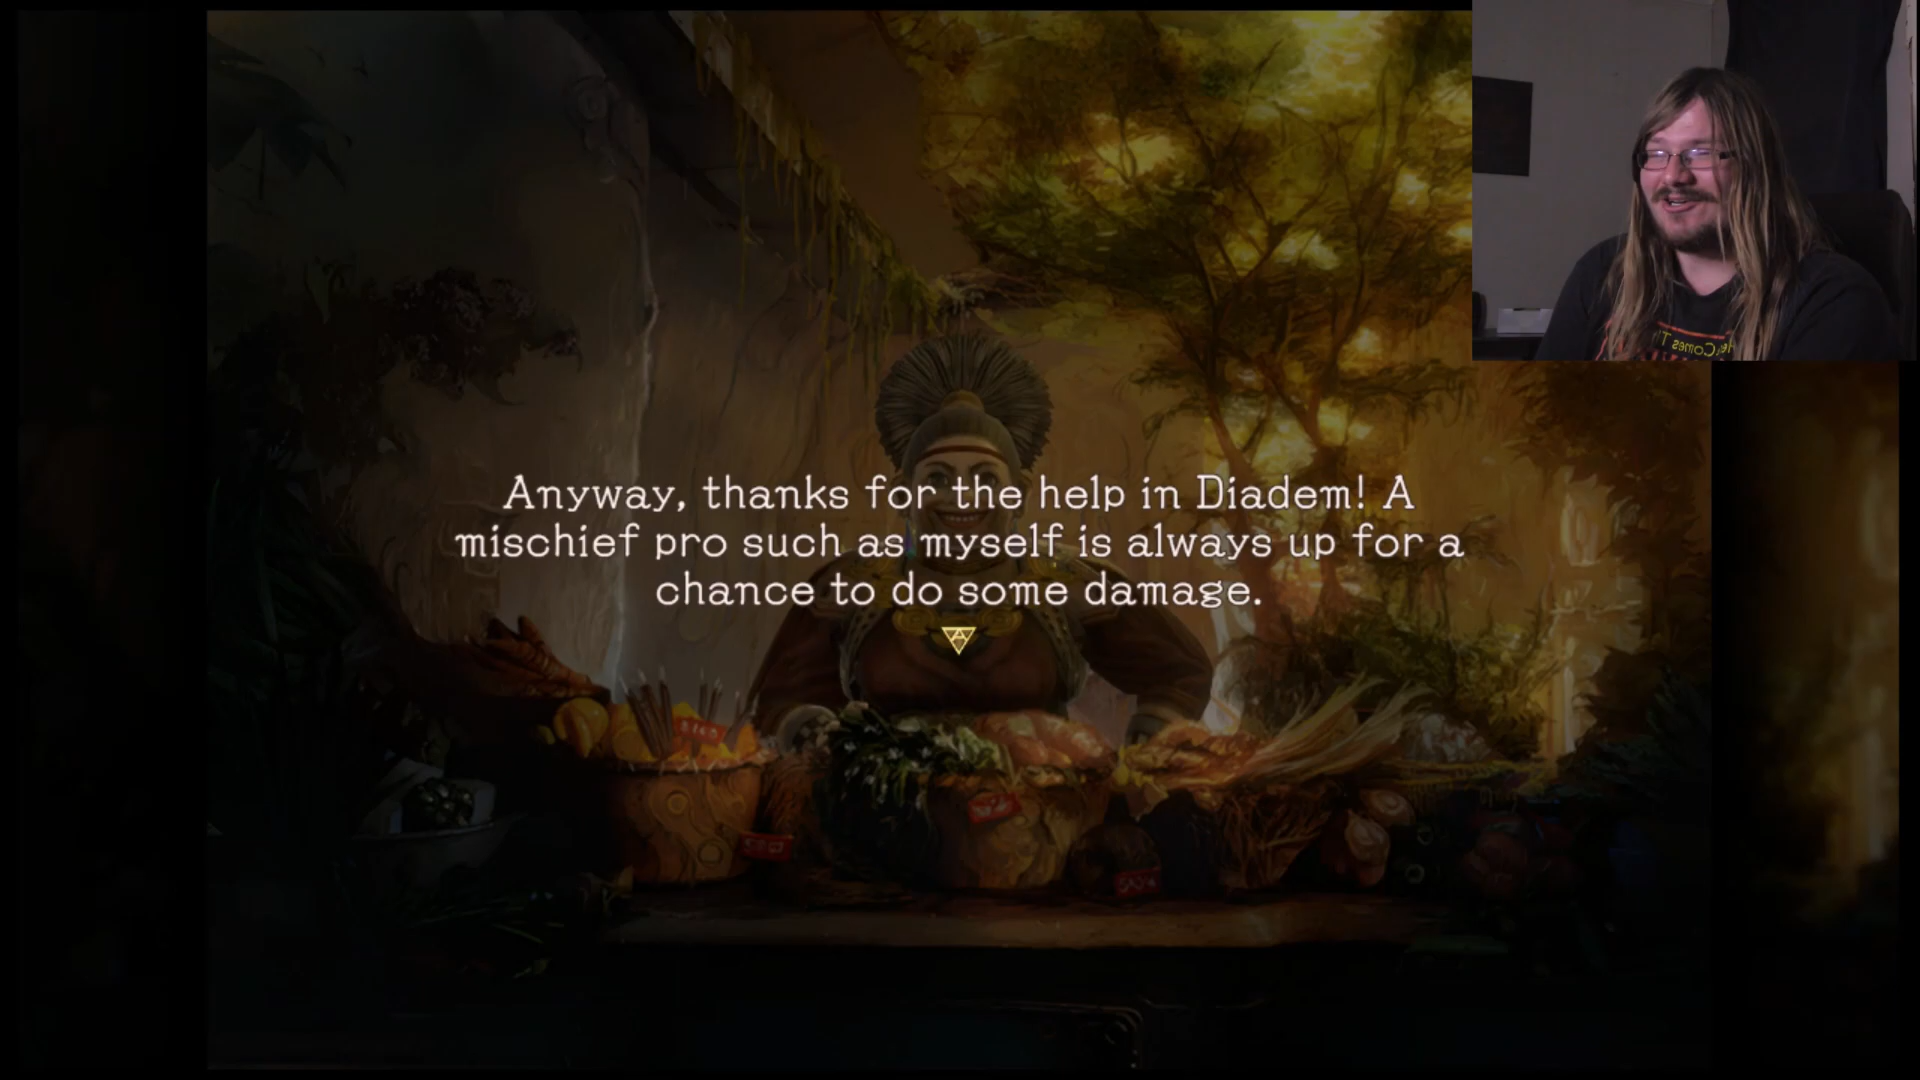 Anyway, thanks for the help in Diadem! A
mischief pro such as myself is always up for a
chance to do some damage.